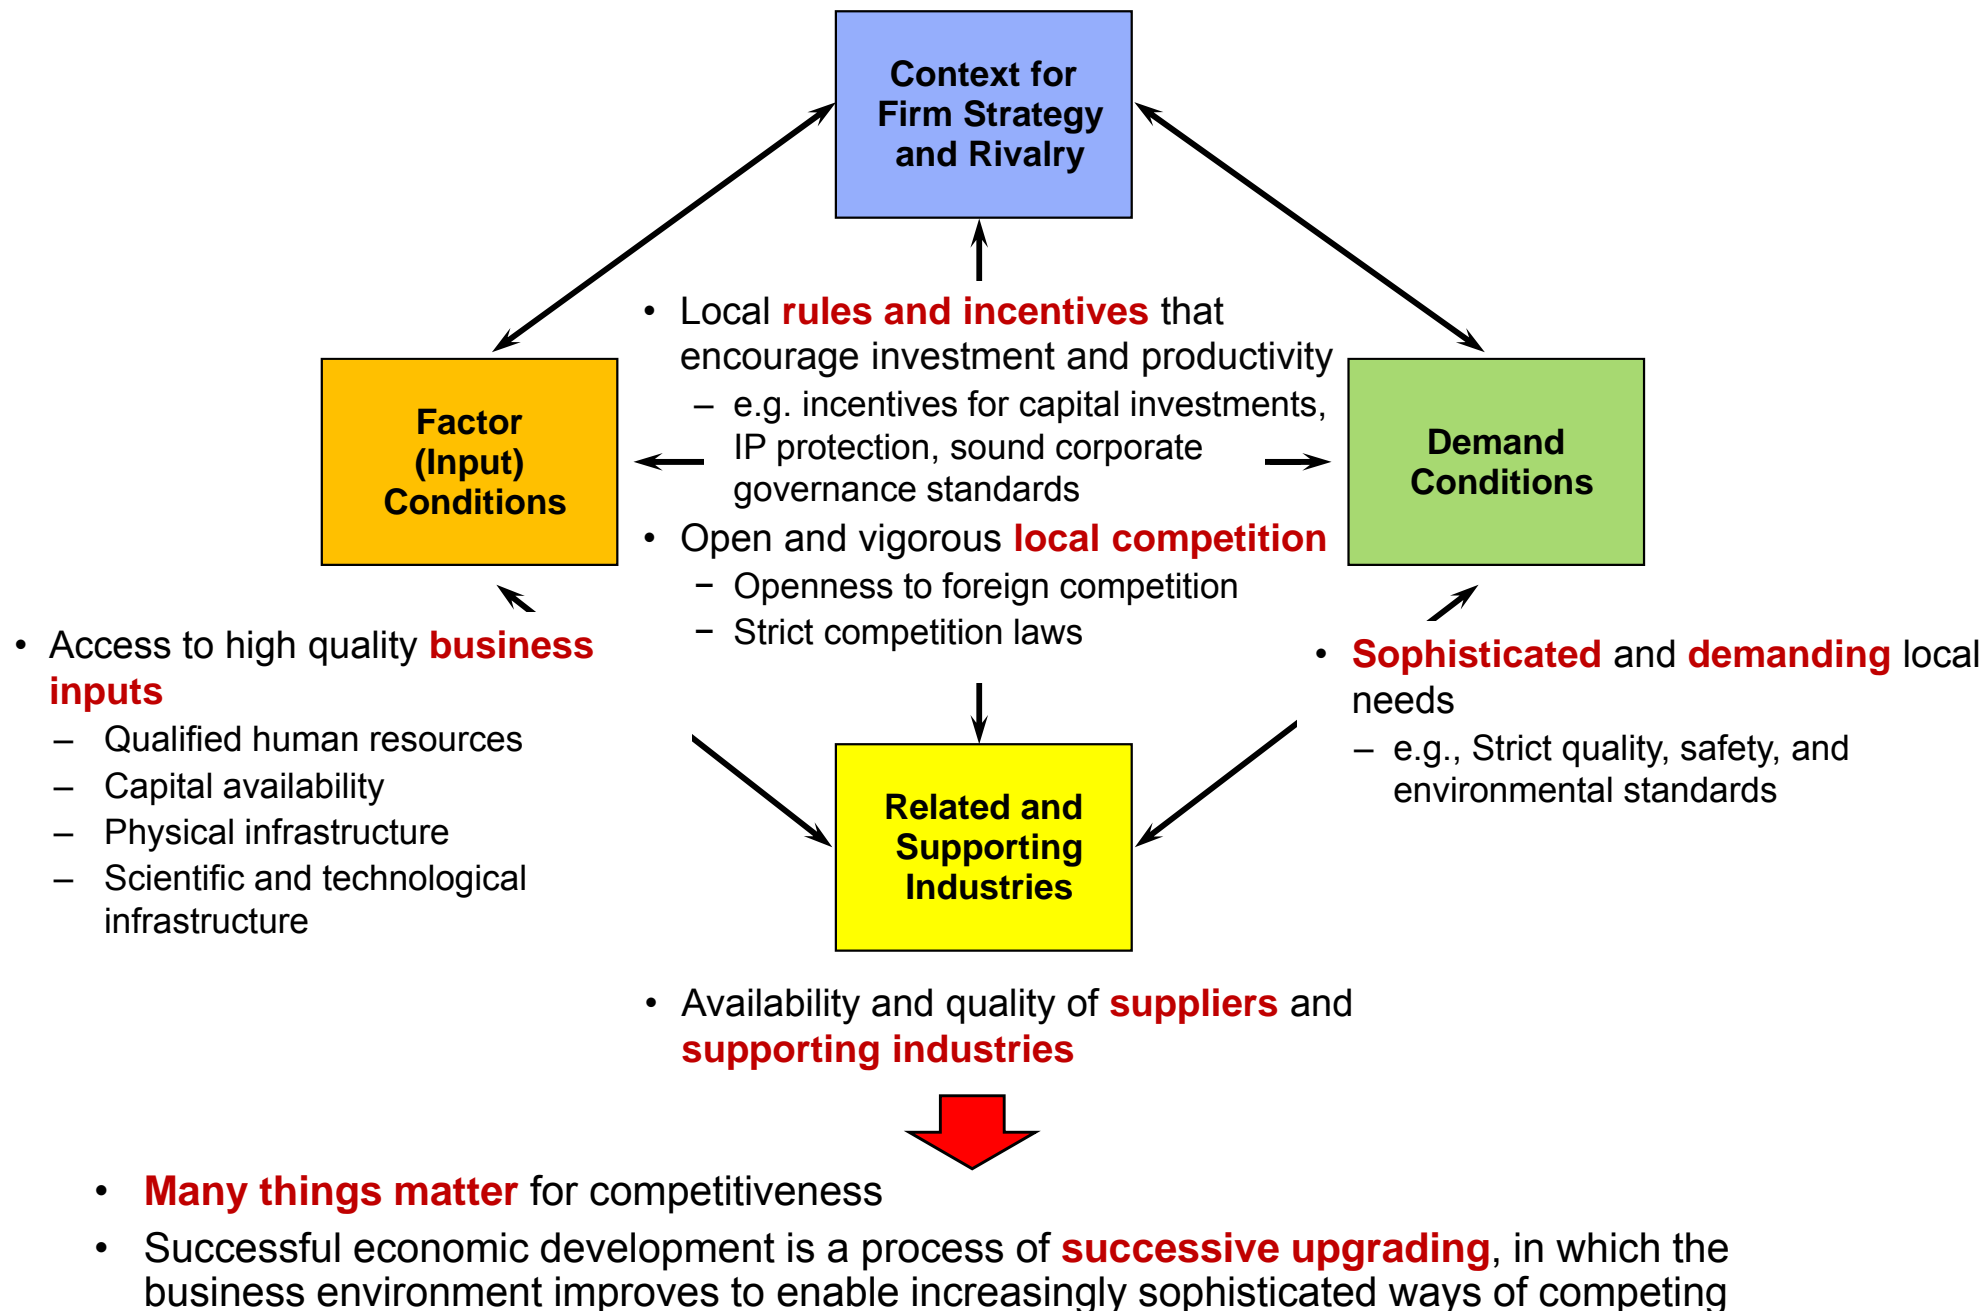 Context for
Firm Strategy
and Rivalry
• Local rules and incentives that
encourage investment and productivity
– e.g. incentives for capital investments,
IP protection, sound corporate
governance standards
• Open and vigorous local competition
– Openness to foreign competition
– Strict competition laws
Factor
(Input)
Conditions
Demand
Conditions
• Access to high quality business
inputs
– Qualified human resources
– Capital availability
– Physical infrastructure
– Scientific and technological
infrastructure
• Sophisticated and demanding local
needs
– e.g., Strict quality, safety, and
environmental standards
Related and
Supporting
Industries
• Availability and quality of suppliers and
supporting industries
• Many things matter for competitiveness
• Successful economic development is a process of successive upgrading, in which the
business environment improves to enable increasingly sophisticated ways of competing